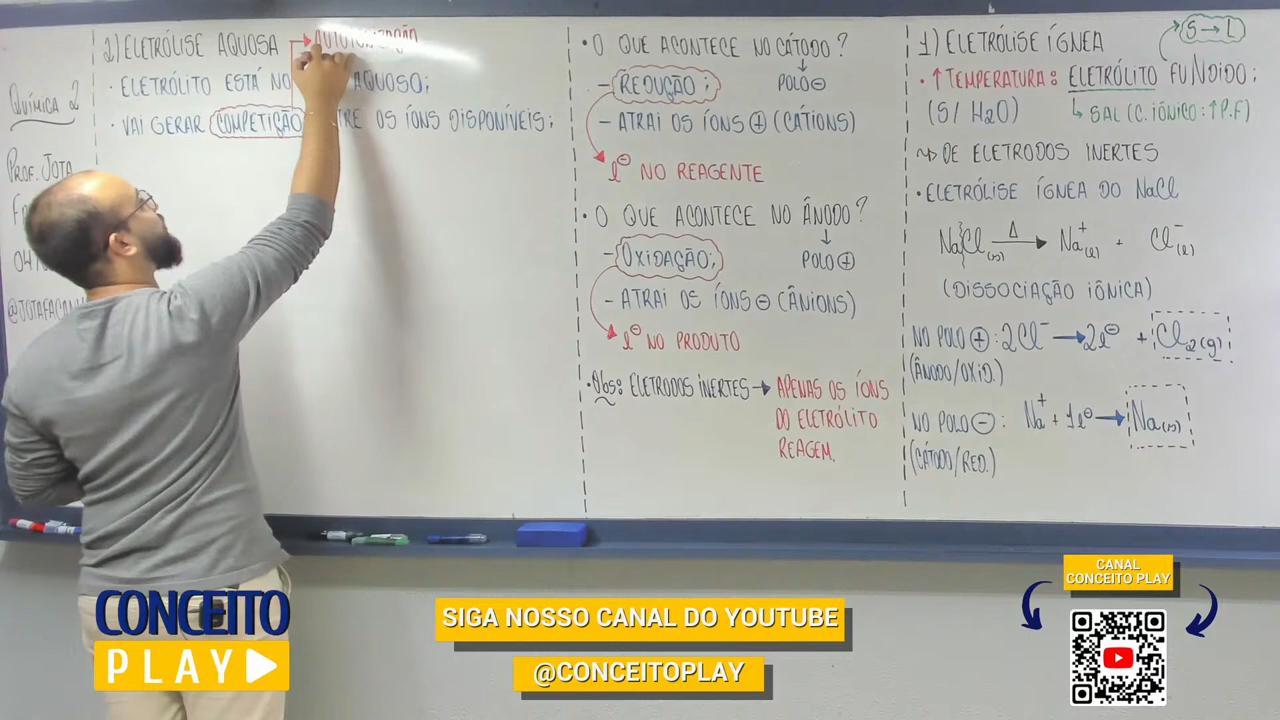 QUÍMICA 2
PROF. JOTA
2) ELETRÓLISE AQUOSA
AUTOIONIZAÇÃO
· ELETRÓLITO ESTÁ NO AQUOSO;
· VAI GERAR COMPETIÇÃO ENTRE OS ÍONS DISPONÍVEIS;
· O QUE ACONTECE NO CÁTODO?
- REDUÇÃO; POLO ⊖
- ATRAI OS ÍONS ⊕ (CÁTIONS)
e⊖ NO REAGENTE
· O QUE ACONTECE NO ÂNODO?
- OXIDAÇÃO; POLO ⊕
- ATRAI OS ÍONS ⊖ (ÂNIONS)
e⊖ NO PRODUTO
· Obs: ELETRODOS INERTES → APENAS OS ÍONS
DO ELETRÓLITO
REAGEM.
S → L
1) ELETRÓLISE ÍGNEA
· ↑ TEMPERATURA: ELETRÓLITO FUNDIDO;
(S/ H2O) ↳ SAL (C. IÔNICO: ↑P.F)
↝ DE ELETRODOS INERTES
· ELETRÓLISE ÍGNEA DO NaCl
NaCl(s) Δ→ Na+(l) + Cl-(l)
(DISSOCIAÇÃO IÔNICA)
NO POLO ⊕: 2Cl- → 2e⊖ + Cl2(g)
(ÂNODO/OXID.)
NO POLO ⊖: Na+ + 1e⊖ → Na(s)
(CÁTODO/RED.)
CONCEITO
PLAY
SIGA NOSSO CANAL DO YOUTUBE
@CONCEITOPLAY
CANAL
CONCEITO PLAY